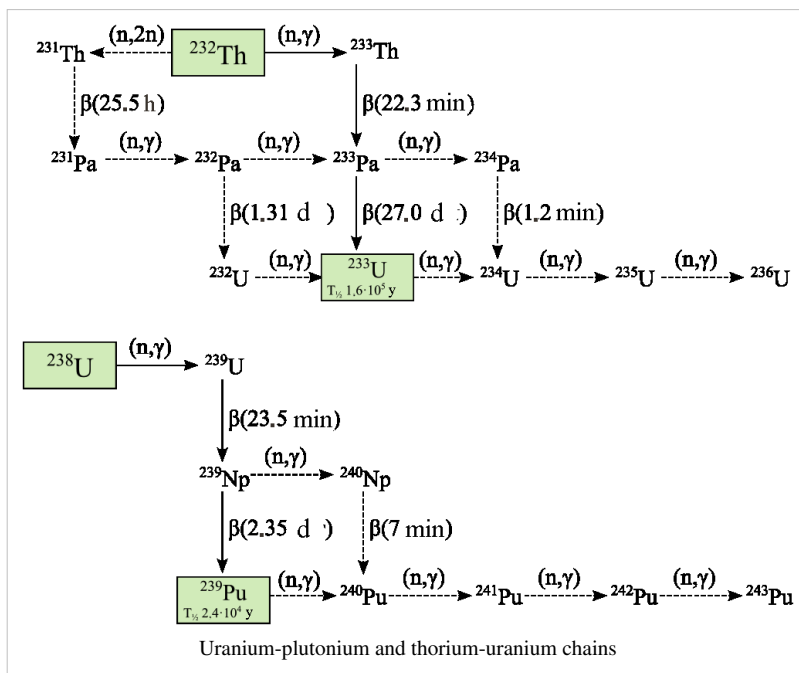 ²³¹Th (n,2n) ²³²Th (n,γ) ²³³Th
β(25.5 h) β(22.3 min)
²³¹Pa (n,γ) ²³²Pa (n,γ) ²³³Pa (n,γ) ²³⁴Pa
β(1.31 d ) β(27.0 d ) β(1.2 min)
²³²U (n,γ) ²³³U (n,γ) ²³⁴U (n,γ) ²³⁵U (n,γ) ²³⁶U
T½ 1,6·10⁵ y
²³⁸U (n,γ) ²³⁹U
β(23.5 min)
²³⁹Np (n,γ) ²⁴⁰Np
β(2.35 d ) β(7 min)
²³⁹Pu (n,γ) ²⁴⁰Pu (n,γ) ²⁴¹Pu (n,γ) ²⁴²Pu (n,γ) ²⁴³Pu
T½ 2,4·10⁴ y
Uranium-plutonium and thorium-uranium chains